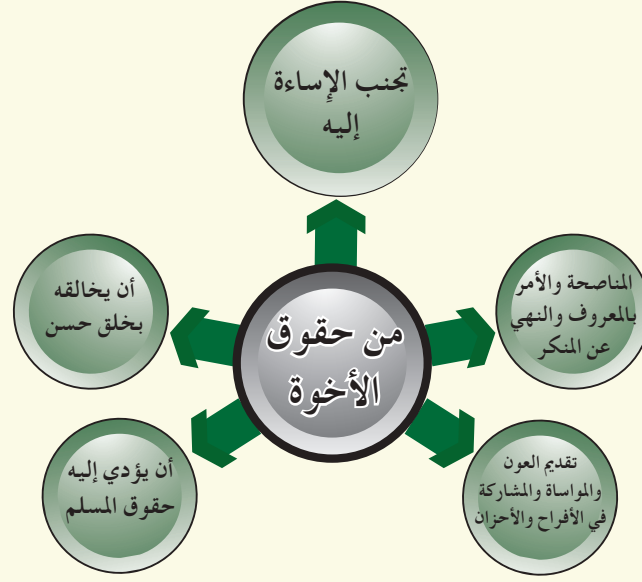 تجنب الإساءة
إليه
المناصحة والأمر
بالمعروف والنهي
عن المنكر
أن يخالقه
بخلق حسن
من حقوق
الأخوة
تقديم العون
والمواساة والمشاركة
في الأفراح والأحزان
أن يؤدي إليه
حقوق المسلم